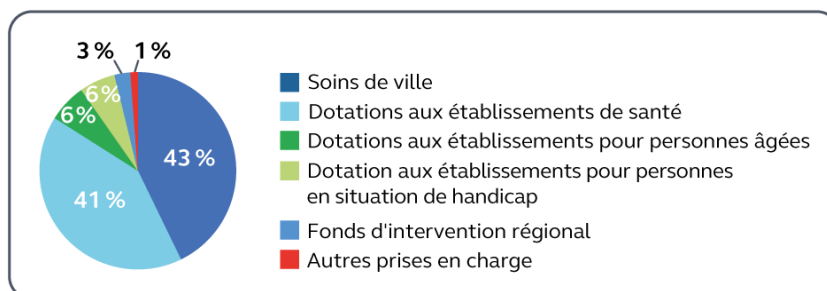 3 % 1 %
6 %
6 %
43 %
41 %
Soins de ville
Dotations aux établissements de santé
Dotations aux établissements pour personnes âgées
Dotation aux établissements pour personnes
en situation de handicap
Fonds d'intervention régional
Autres prises en charge